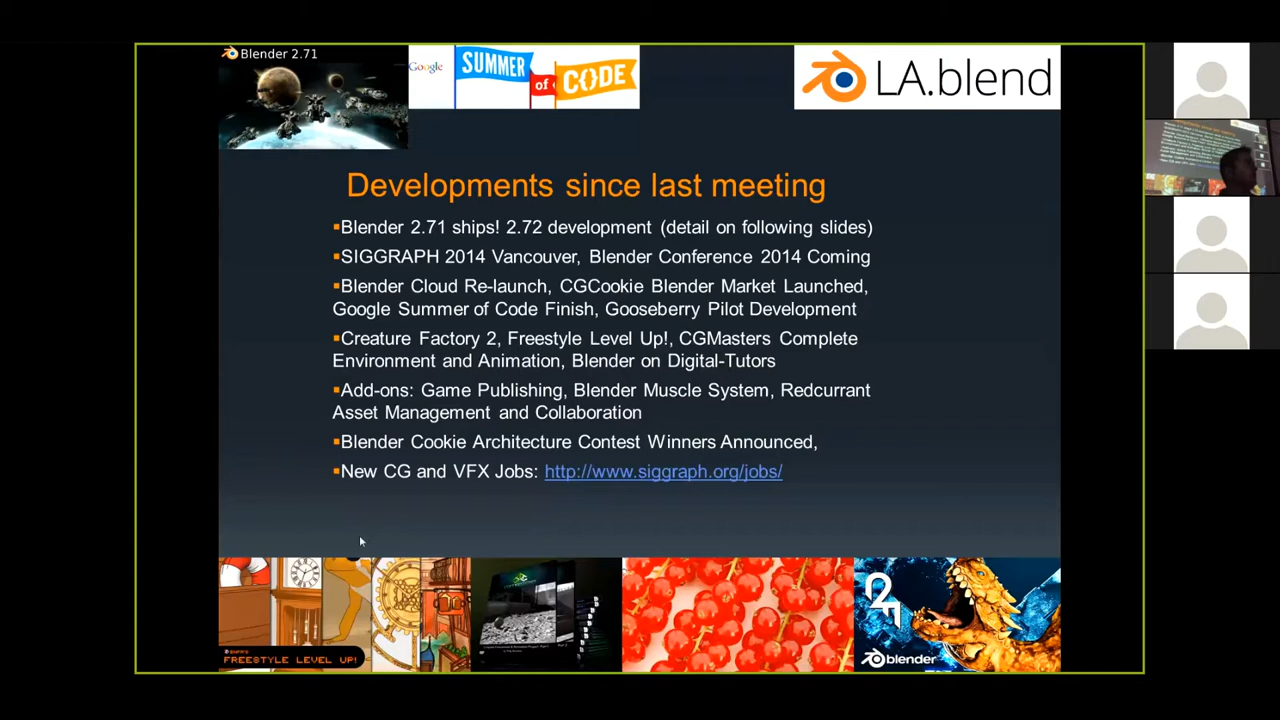 Blender 2.71
Google
SUMMER
of
CODE
LA.blend
Developments since last meeting
▪Blender 2.71 ships! 2.72 development (detail on following slides)
▪SIGGRAPH 2014 Vancouver, Blender Conference 2014 Coming
▪Blender Cloud Re-launch, CGCookie Blender Market Launched,
Google Summer of Code Finish, Gooseberry Pilot Development
▪Creature Factory 2, Freestyle Level Up!, CGMasters Complete
Environment and Animation, Blender on Digital-Tutors
▪Add-ons: Game Publishing, Blender Muscle System, Redcurrant
Asset Management and Collaboration
▪Blender Cookie Architecture Contest Winners Announced,
▪New CG and VFX Jobs: http://www.siggraph.org/jobs/
FREESTYLE LEVEL UP!
blender